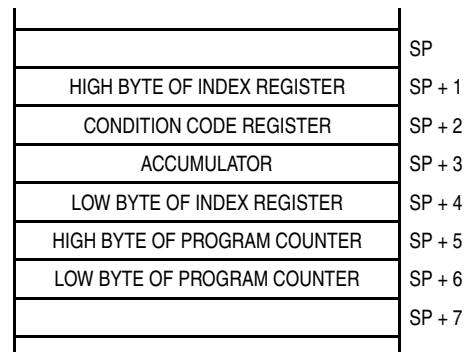 SP
HIGH BYTE OF INDEX REGISTER SP + 1
CONDITION CODE REGISTER SP + 2
ACCUMULATOR SP + 3
LOW BYTE OF INDEX REGISTER SP + 4
HIGH BYTE OF PROGRAM COUNTER SP + 5
LOW BYTE OF PROGRAM COUNTER SP + 6
SP + 7